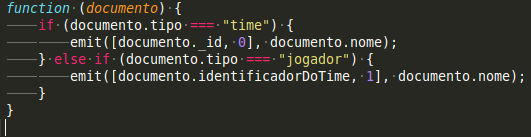 function (documento) {
    if (documento.tipo === "time") {
        emit([documento._id, 0], documento.nome);
    } else if (documento.tipo === "jogador") {
        emit([documento.identificadorDoTime, 1], documento.nome);
    }
}